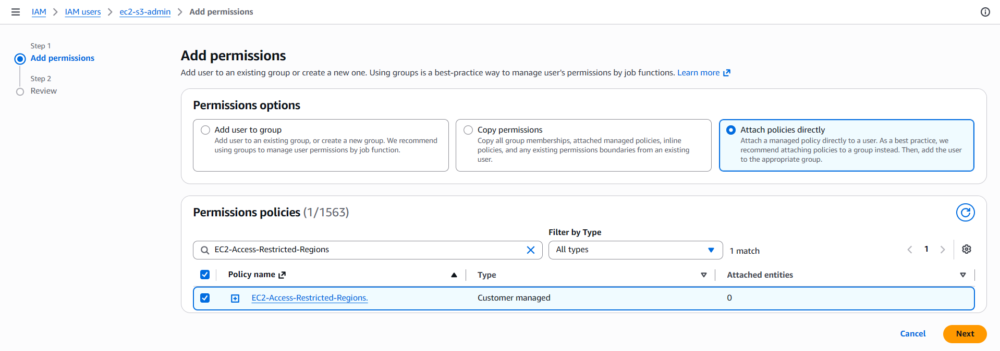 IAM > IAM users > ec2-s3-admin > Add permissions
Step 1
Add permissions
Step 2
Review
Add permissions
Add user to an existing group or create a new one. Using groups is a best-practice way to manage user's permissions by job functions. Learn more
Permissions options
Add user to group
Add user to an existing group, or create a new group. We recommend
using groups to manage user permissions by job function.
Copy permissions
Copy all group memberships, attached managed policies, inline
policies, and any existing permissions boundaries from an existing
user.
Attach policies directly
Attach a managed policy directly to a user. As a best practice, we
recommend attaching policies to a group instead. Then, add the user
to the appropriate group.
Permissions policies (1/1563)
Filter by Type
EC2-Access-Restricted-Regions All types 1 match 1
Policy name Type Attached entities
EC2-Access-Restricted-Regions. Customer managed 0
Cancel Next